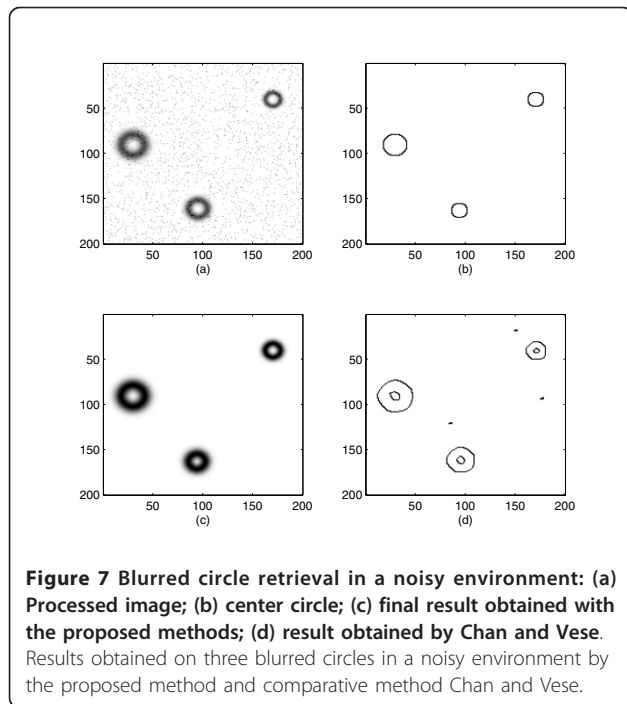 50
100
150
200
50 100 150 200
(a)
50
100
150
200
50 100 150 200
(b)
50
100
150
200
50 100 150 200
(c)
50
100
150
200
50 100 150 200
(d)
Figure 7 Blurred circle retrieval in a noisy environment: (a)
Processed image; (b) center circle; (c) final result obtained with
the proposed methods; (d) result obtained by Chan and Vese.
Results obtained on three blurred circles in a noisy environment by
the proposed method and comparative method Chan and Vese.